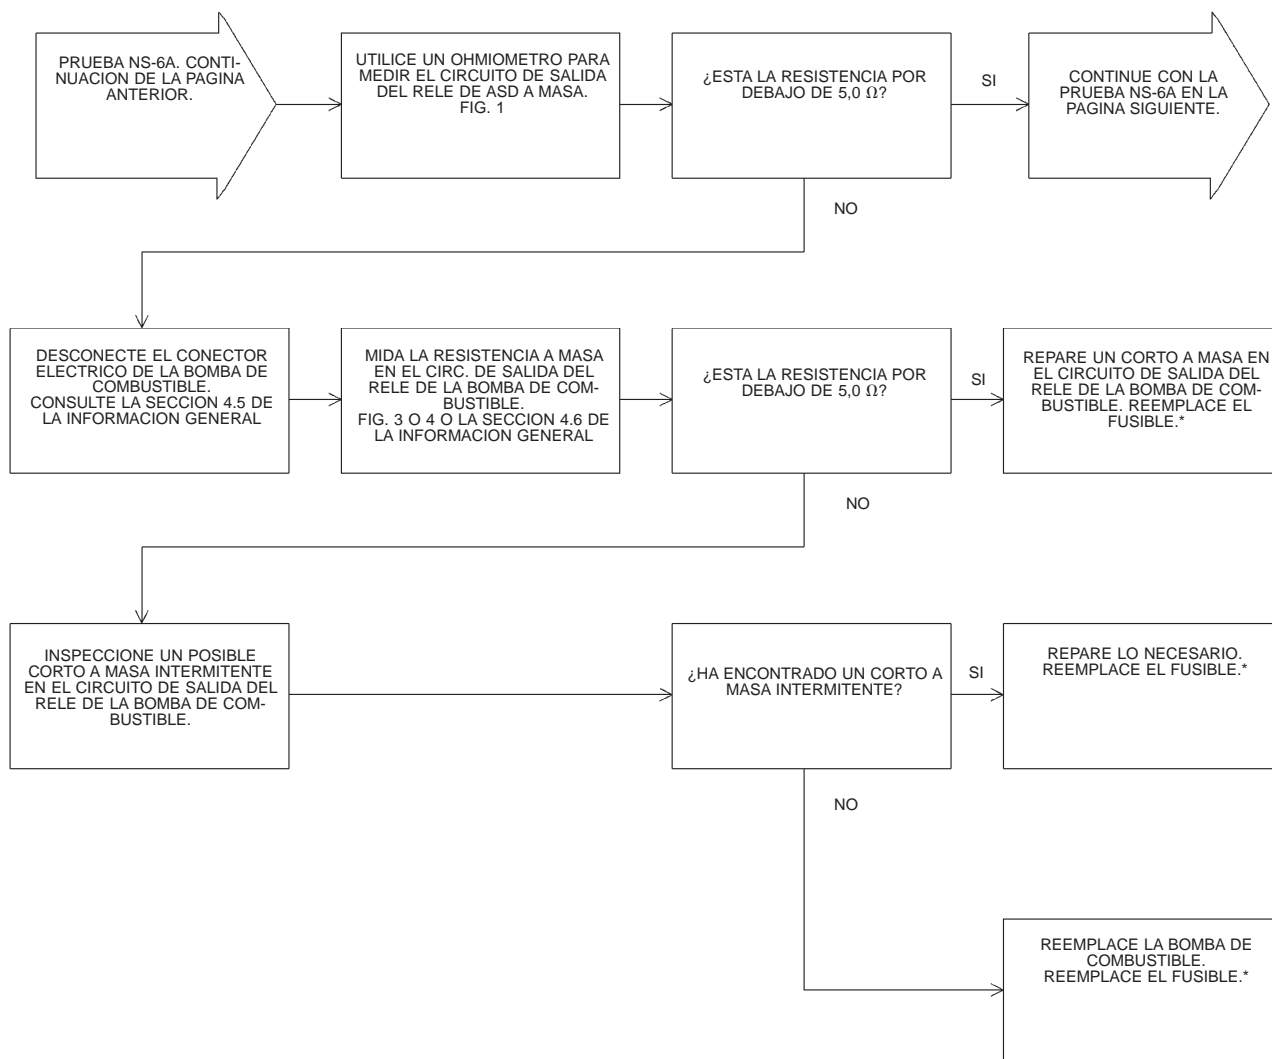 PRUEBA NS-6A. CONTI-
NUACION DE LA PAGINA
ANTERIOR.
UTILICE UN OHMIOMETRO PARA
MEDIR EL CIRCUITO DE SALIDA
DEL RELE DE ASD A MASA.
FIG. 1
¿ESTA LA RESISTENCIA POR
DEBAJO DE 5,0 Ω?
SI
CONTINUE CON LA
PRUEBA NS-6A EN LA
PAGINA SIGUIENTE.
NO
DESCONECTE EL CONECTOR
ELECTRICO DE LA BOMBA DE
COMBUSTIBLE.
CONSULTE LA SECCION 4.5 DE
LA INFORMACION GENERAL
MIDA LA RESISTENCIA A MASA
EN EL CIRC. DE SALIDA DEL
RELE DE LA BOMBA DE COM-
BUSTIBLE.
FIG. 3 O 4 O LA SECCION 4.6 DE
LA INFORMACION GENERAL
¿ESTA LA RESISTENCIA POR
DEBAJO DE 5,0 Ω?
SI
REPARE UN CORTO A MASA EN
EL CIRCUITO DE SALIDA DEL
RELE DE LA BOMBA DE COM-
BUSTIBLE. REEMPLACE EL
FUSIBLE.*
NO
INSPECCIONE UN POSIBLE
CORTO A MASA INTERMITENTE
EN EL CIRCUITO DE SALIDA DEL
RELE DE LA BOMBA DE COM-
BUSTIBLE.
¿HA ENCONTRADO UN CORTO A
MASA INTERMITENTE?
SI
REPARE LO NECESARIO.
REEMPLACE EL FUSIBLE.*
NO
REEMPLACE LA BOMBA DE
COMBUSTIBLE.
REEMPLACE EL FUSIBLE.*